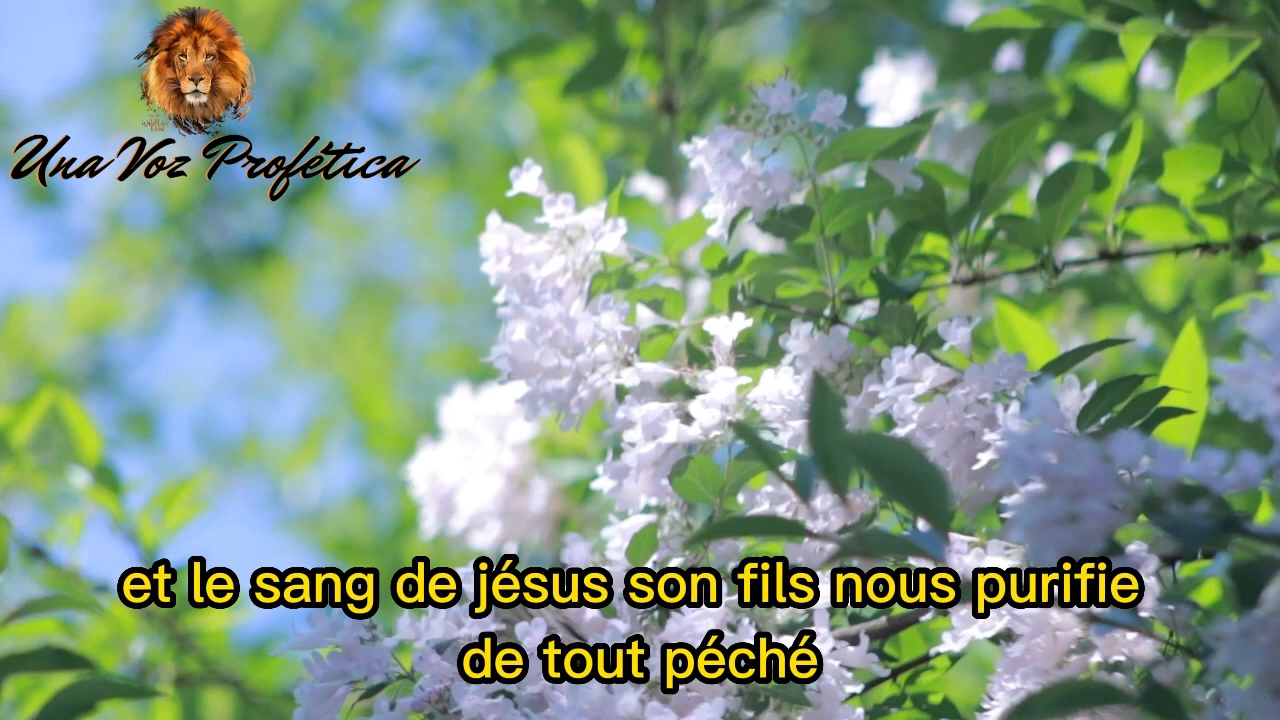 Una Voz Profética
et le sang de jésus son fils nous purifie
de tout péché